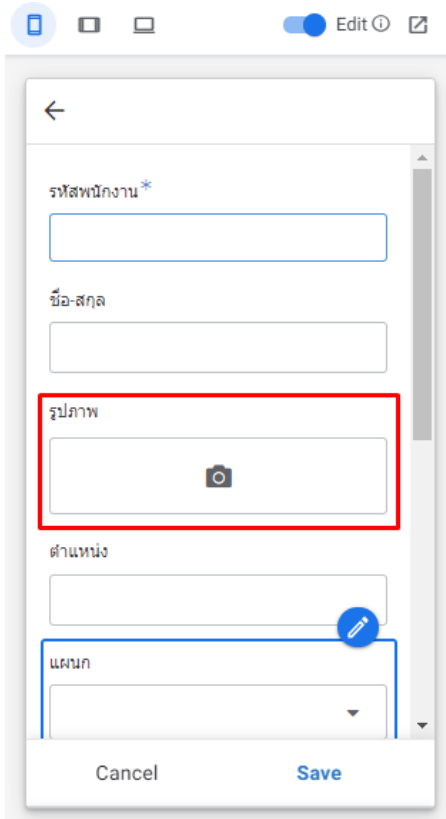 Edit
รหัสพนักงาน*
ชื่อ-สกุล
รูปภาพ
ตำแหน่ง
แผนก
Cancel Save